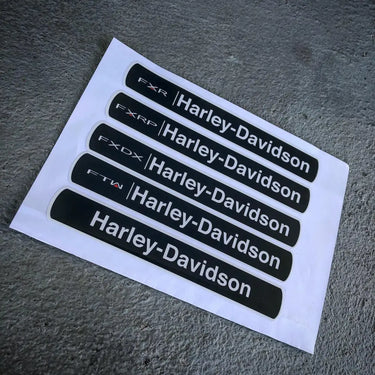 FXR | Harley-Davidson
FXRP | Harley-Davidson
FXDX | Harley-Davidson
FTW | Harley-Davidson
Harley-Davidson